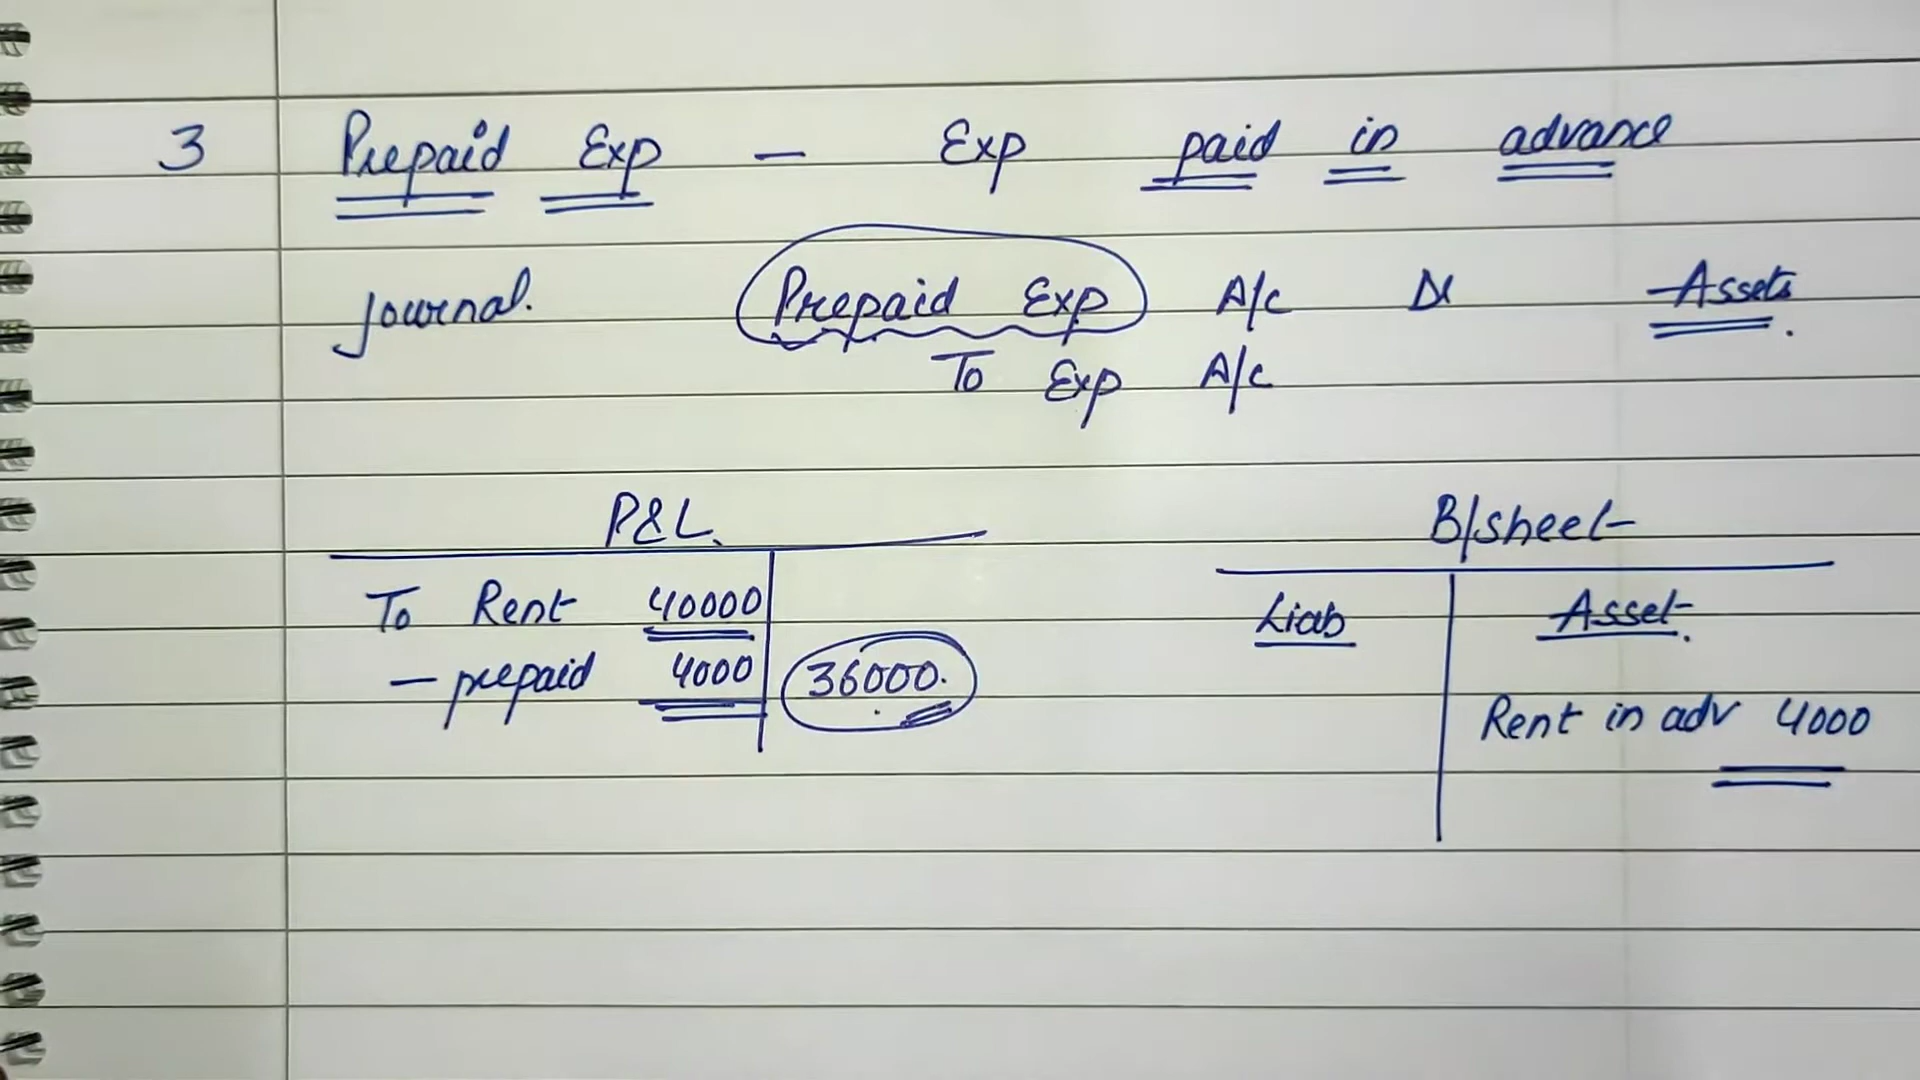 3 Prepaid Exp — Exp paid in advance
Journal. Prepaid Exp A/c Dr Assets.
To Exp A/c
P&L. B/sheet
To Rent 40000 Liab Asset.
— prepaid 4000 36000.
Rent in adv 4000